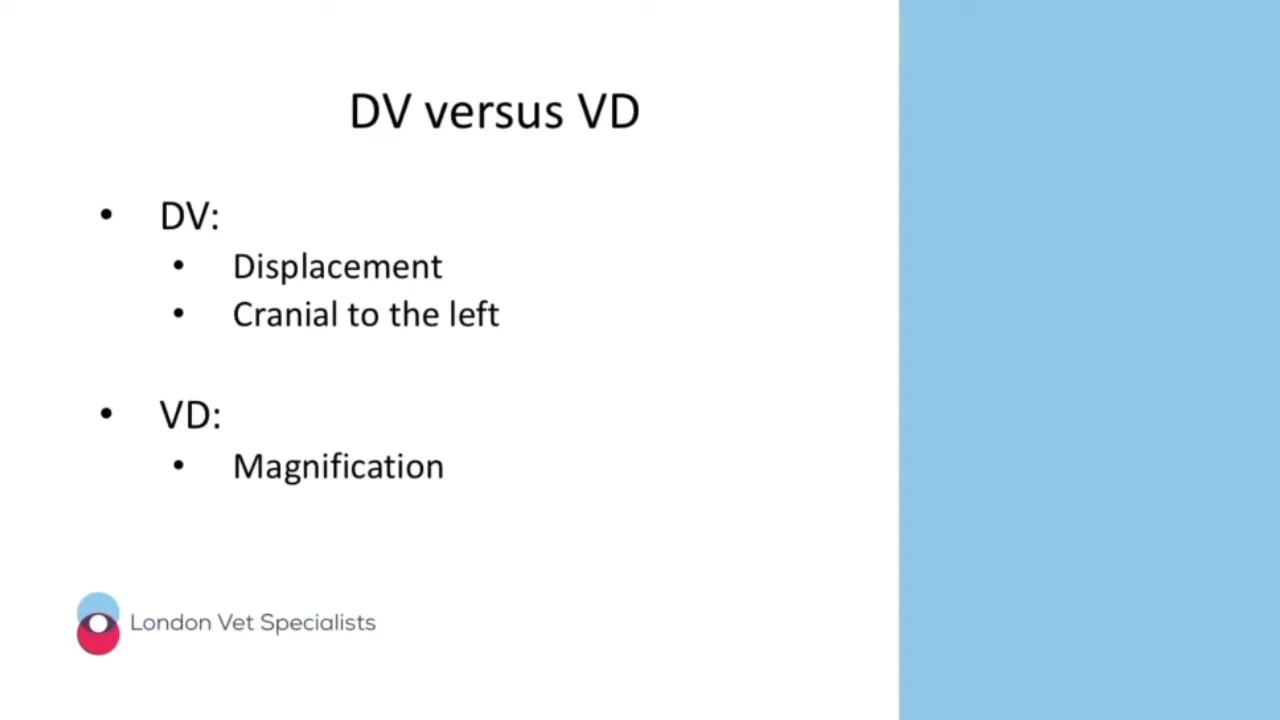 DV versus VD
• DV:
• Displacement
• Cranial to the left
• VD:
• Magnification
London Vet Specialists